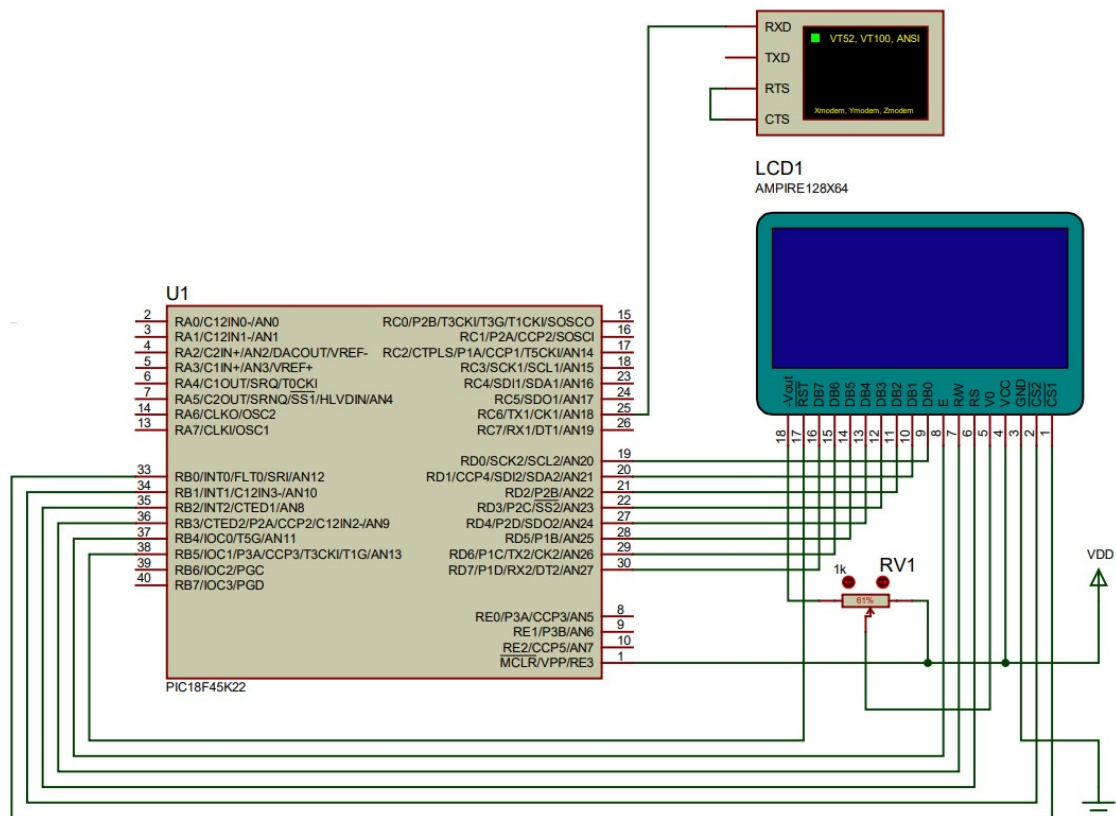 RXD
TXD
RTS
CTS
VT52, VT100, ANSI
Xmodem, Ymodem, Zmodem
LCD1
AMPIRE128X64
-Vout
RST
DB7
DB6
DB5
DB4
DB3
DB2
DB1
DB0
E
R/W
RS
V0
VCC
GND
CS2
CS1
18
17
16
15
14
13
12
11
10
9
8
7
6
5
4
3
2
1
U1
2 RA0/C12IN0-/AN0
3 RA1/C12IN1-/AN1
4 RA2/C2IN+/AN2/DACOUT/VREF-
5 RA3/C1IN+/AN3/VREF+
6 RA4/C1OUT/SRQ/T0CKI
7 RA5/C2OUT/SRNQ/SS1/HLVDIN/AN4
14 RA6/CLKO/OSC2
13 RA7/CLKI/OSC1
33 RB0/INT0/FLT0/SRI/AN12
34 RB1/INT1/C12IN3-/AN10
35 RB2/INT2/CTED1/AN8
36 RB3/CTED2/P2A/CCP2/C12IN2-/AN9
37 RB4/IOC0/T5G/AN11
38 RB5/IOC1/P3A/CCP3/T3CKI/T1G/AN13
39 RB6/IOC2/PGC
40 RB7/IOC3/PGD
RC0/P2B/T3CKI/T3G/T1CKI/SOSCO 15
RC1/P2A/CCP2/SOSCI 16
RC2/CTPLS/P1A/CCP1/T5CKI/AN14 17
RC3/SCK1/SCL1/AN15 18
RC4/SDI1/SDA1/AN16 23
RC5/SDO1/AN17 24
RC6/TX1/CK1/AN18 25
RC7/RX1/DT1/AN19 26
RD0/SCK2/SCL2/AN20 19
RD1/CCP4/SDI2/SDA2/AN21 20
RD2/P2B/AN22 21
RD3/P2C/SS2/AN23 22
RD4/P2D/SDO2/AN24 27
RD5/P1B/AN25 28
RD6/P1C/TX2/CK2/AN26 29
RD7/P1D/RX2/DT2/AN27 30
RE0/P3A/CCP3/AN5 8
RE1/P3B/AN6 9
RE2/CCP5/AN7 10
MCLR/VPP/RE3 1
PIC18F45K22
1k
RV1
61%
VDD